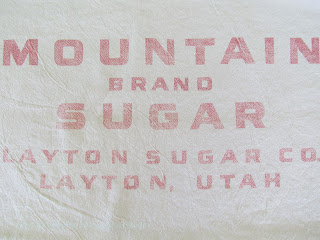 MOUNTAIN
BRAND
SUGAR
LAYTON SUGAR CO.
LAYTON, UTAH